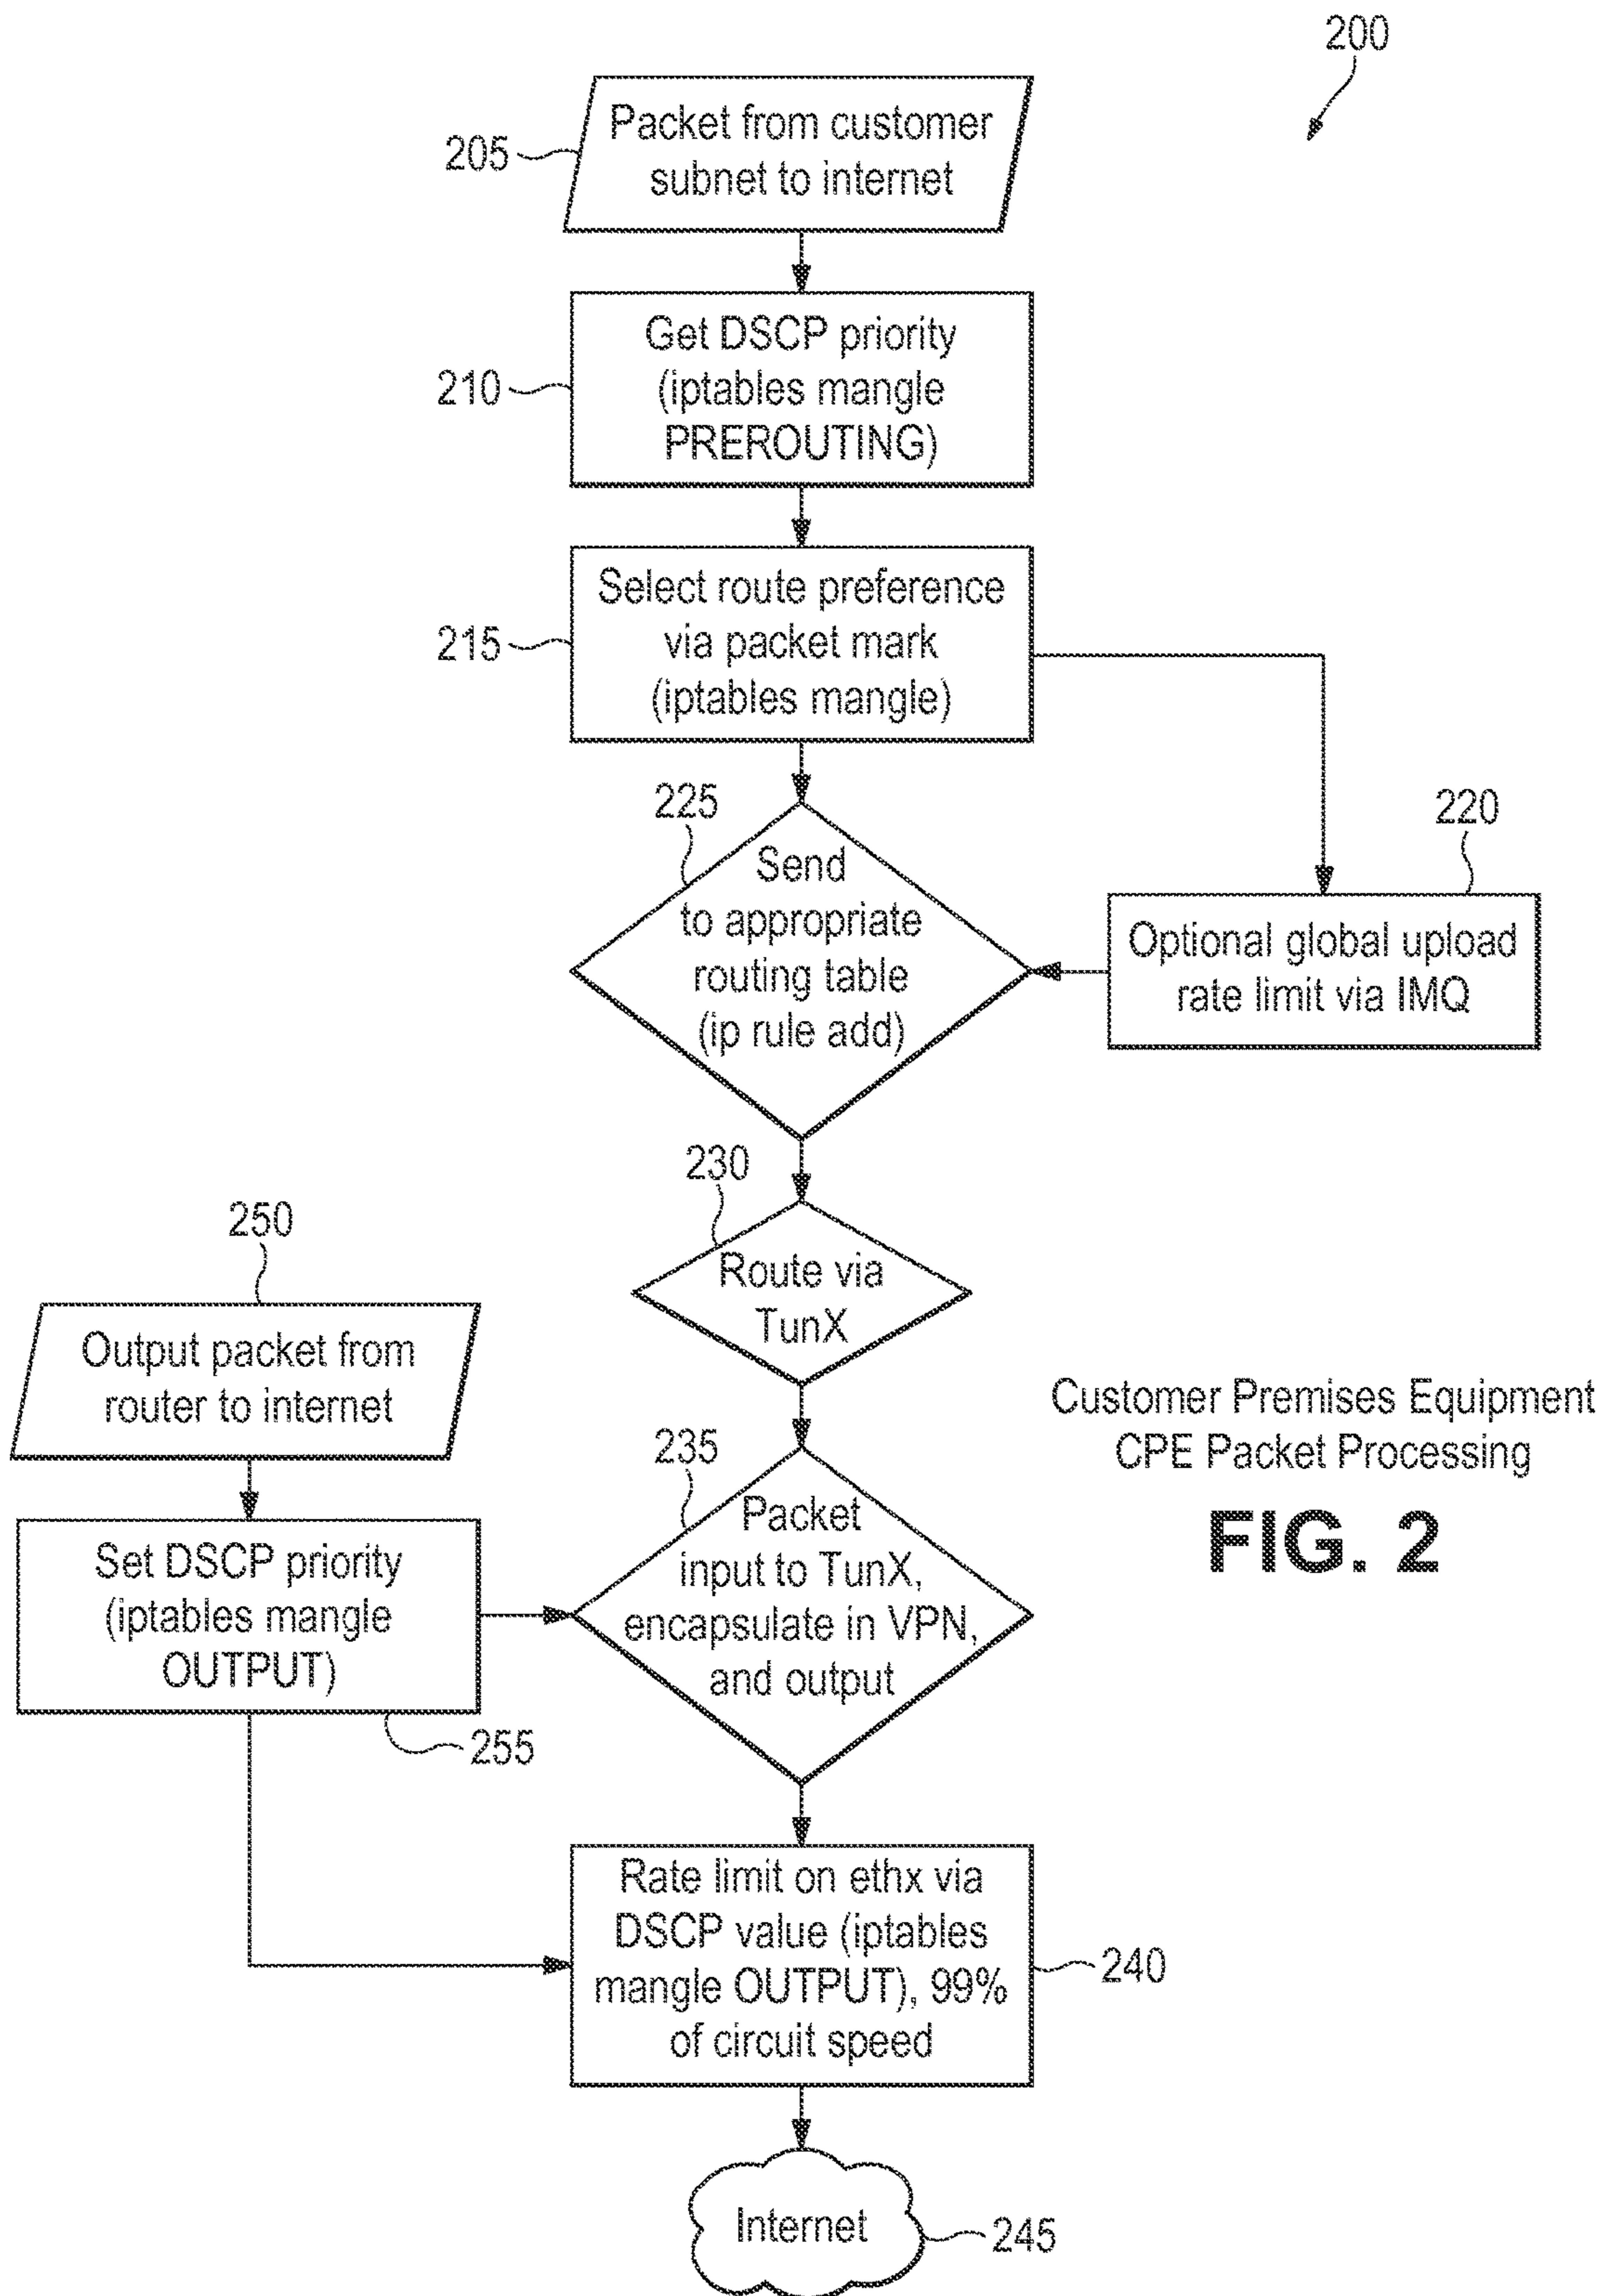 200
205
Packet from customer
subnet to internet
210
Get DSCP priority
(iptables mangle
PREROUTING)
215
Select route preference
via packet mark
(iptables mangle)
225
Send
to appropriate
routing table
(ip rule add)
220
Optional global upload
rate limit via IMQ
230
Route via
TunX
250
Output packet from
router to internet
Set DSCP priority
(iptables mangle
OUTPUT)
255
235
Packet
input to TunX,
encapsulate in VPN,
and output
Customer Premises Equipment
CPE Packet Processing
FIG. 2
Rate limit on ethx via
DSCP value (iptables
mangle OUTPUT), 99%
of circuit speed
240
Internet
245